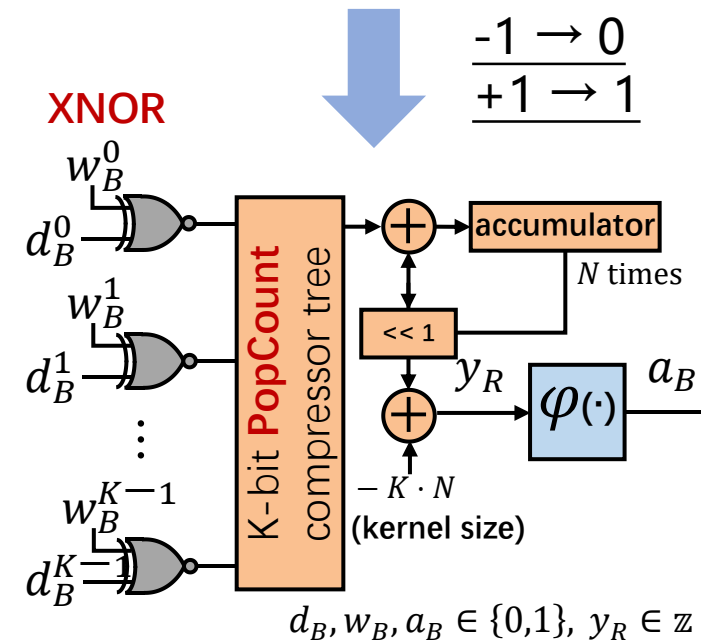 -1 → 0
+1 → 1
XNOR
w_B^0
d_B^0
w_B^1
d_B^1
⋮
w_B^{K-1}
d_B^{K-1}
K-bit PopCount
compressor tree
+
accumulator
N times
<< 1
+
y_R
φ(·)
a_B
− K · N
(kernel size)
d_B, w_B, a_B ∈ {0,1}, y_R ∈ ℤ